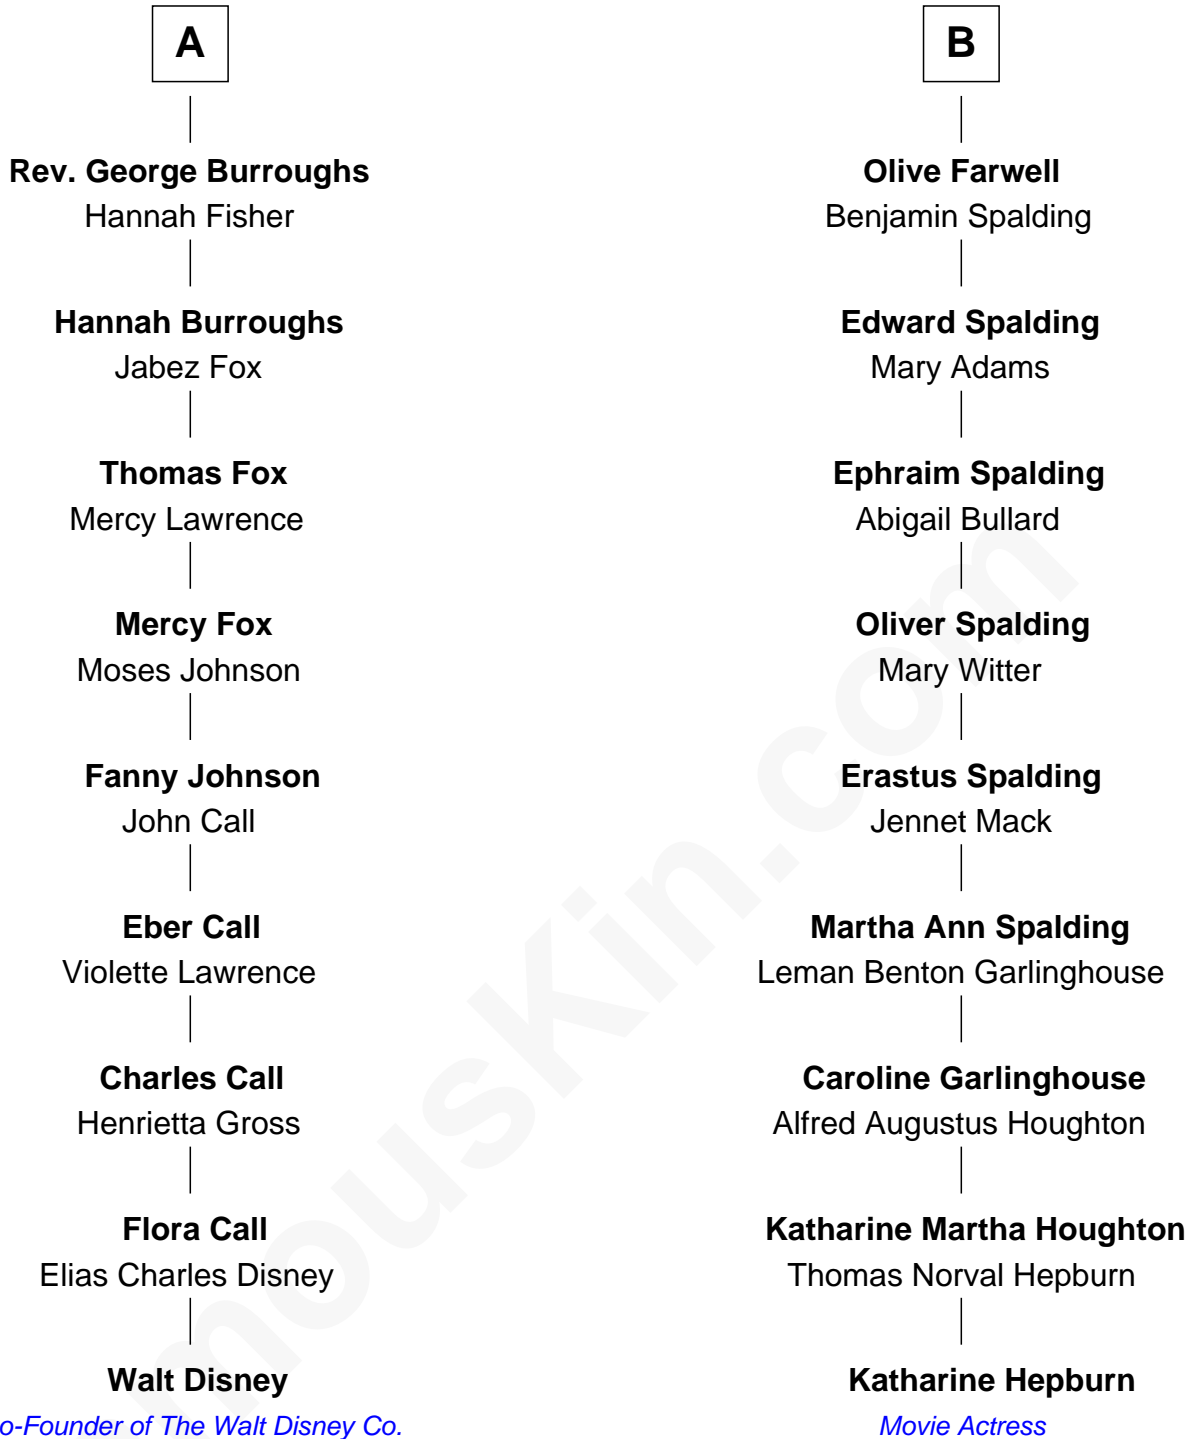 A
Rev. George Burroughs
Hannah Fisher
Hannah Burroughs
Jabez Fox
Thomas Fox
Mercy Lawrence
Mercy Fox
Moses Johnson
Fanny Johnson
John Call
Eber Call
Violette Lawrence
Charles Call
Henrietta Gross
Flora Call
Elias Charles Disney
Walt Disney
o-Founder of The Walt Disney Co.
B
Olive Farwell
Benjamin Spalding
Edward Spalding
Mary Adams
Ephraim Spalding
Abigail Bullard
Oliver Spalding
Mary Witter
Erastus Spalding
Jennet Mack
Martha Ann Spalding
Leman Benton Garlinghouse
Caroline Garlinghouse
Alfred Augustus Houghton
Katharine Martha Houghton
Thomas Norval Hepburn
Katharine Hepburn
Movie Actress
mouskin.com